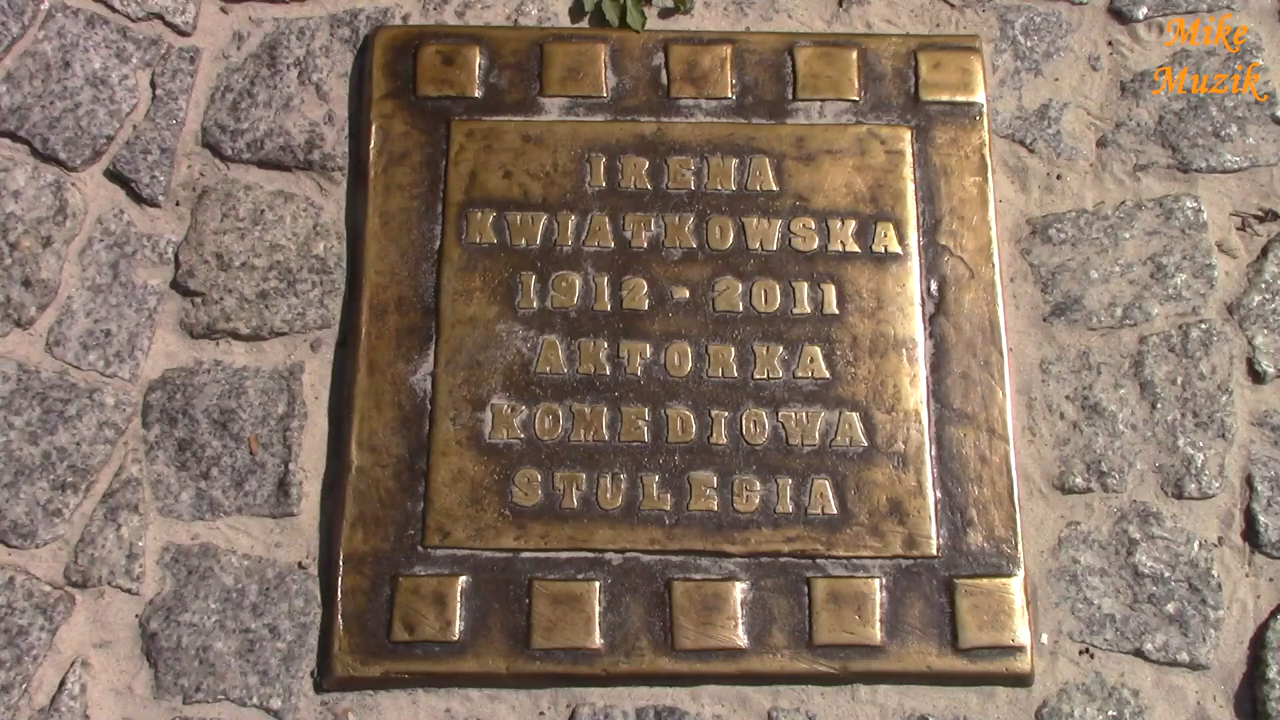 Mike
Muzik
IRENA
KWIATKOWSKA
1912 - 2011
AKTORKA
KOMEDIOWA
STULECIA